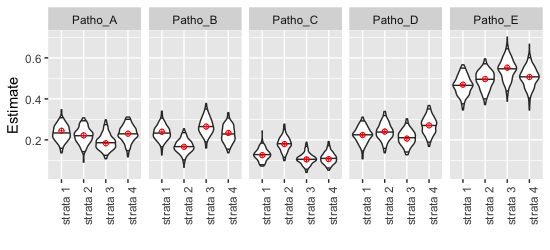 Patho_A Patho_B Patho_C Patho_D Patho_E
Estimate
0.6
0.4
0.2
strata 1 strata 2 strata 3 strata 4 strata 1 strata 2 strata 3 strata 4 strata 1 strata 2 strata 3 strata 4 strata 1 strata 2 strata 3 strata 4 strata 1 strata 2 strata 3 strata 4